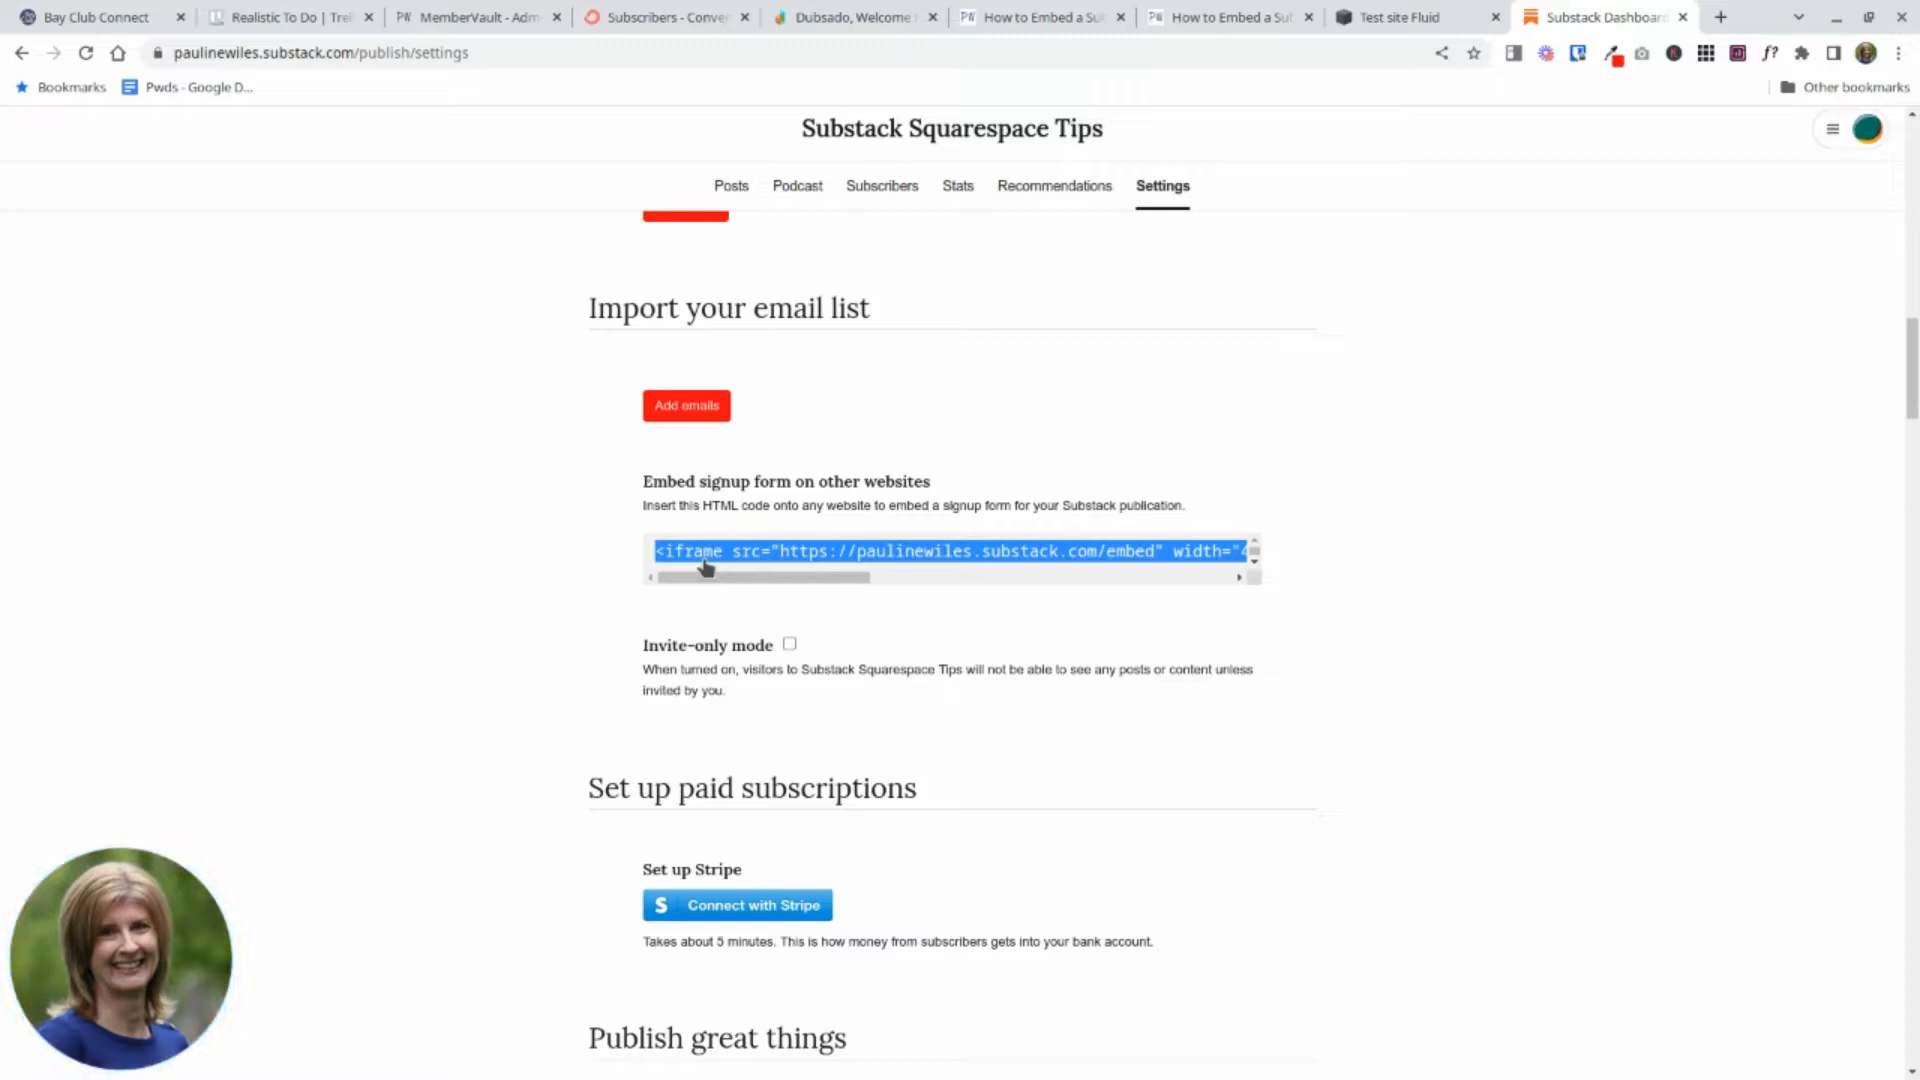 Bay Club Connect
Realistic To Do | Trel
MemberVault - Adm
Subscribers - Conver
Dubsado, Welcome
How to Embed a Su
How to Embed a Sub
Test site Fluid
Substack Dashboard
paulinewiles.substack.com/publish/settings
Bookmarks
Pwds - Google D...
Other bookmarks
Substack Squarespace Tips
Posts
Podcast
Subscribers
Stats
Recommendations
Settings
Import your email list
Add emails
Embed signup form on other websites
Insert this HTML code onto any website to embed a signup form for your Substack publication.
<iframe src="https://paulinewiles.substack.com/embed" width="4
Invite-only mode
When turned on, visitors to Substack Squarespace Tips will not be able to see any posts or content unless
invited by you.
Set up paid subscriptions
Set up Stripe
S Connect with Stripe
Takes about 5 minutes. This is how money from subscribers gets into your bank account.
Publish great things